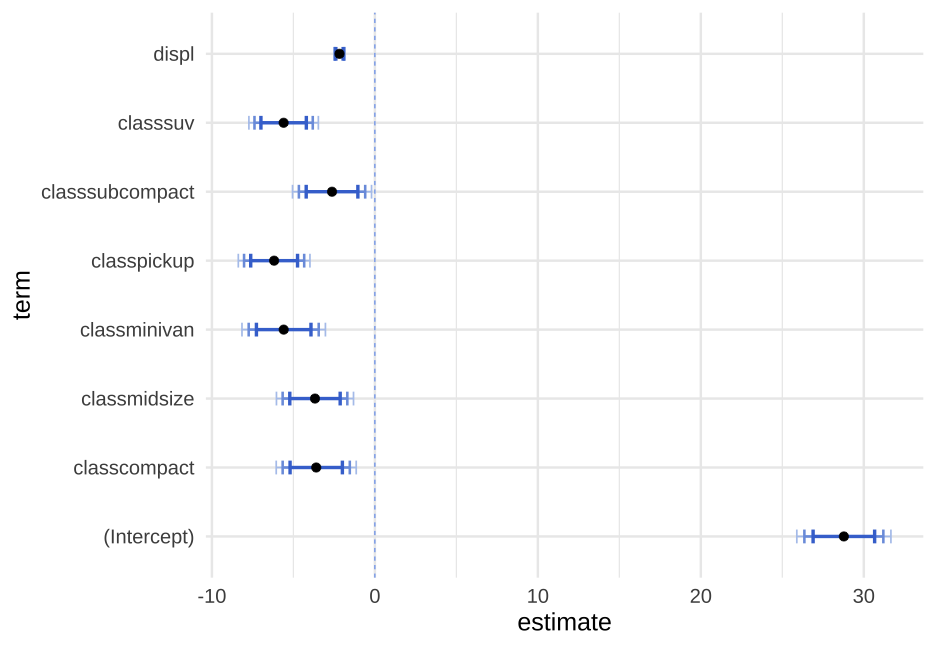 displ
classsuv
classsubcompact
classpickup
classminivan
classmidsize
classcompact
(Intercept)
term
-10 0 10 20 30
estimate